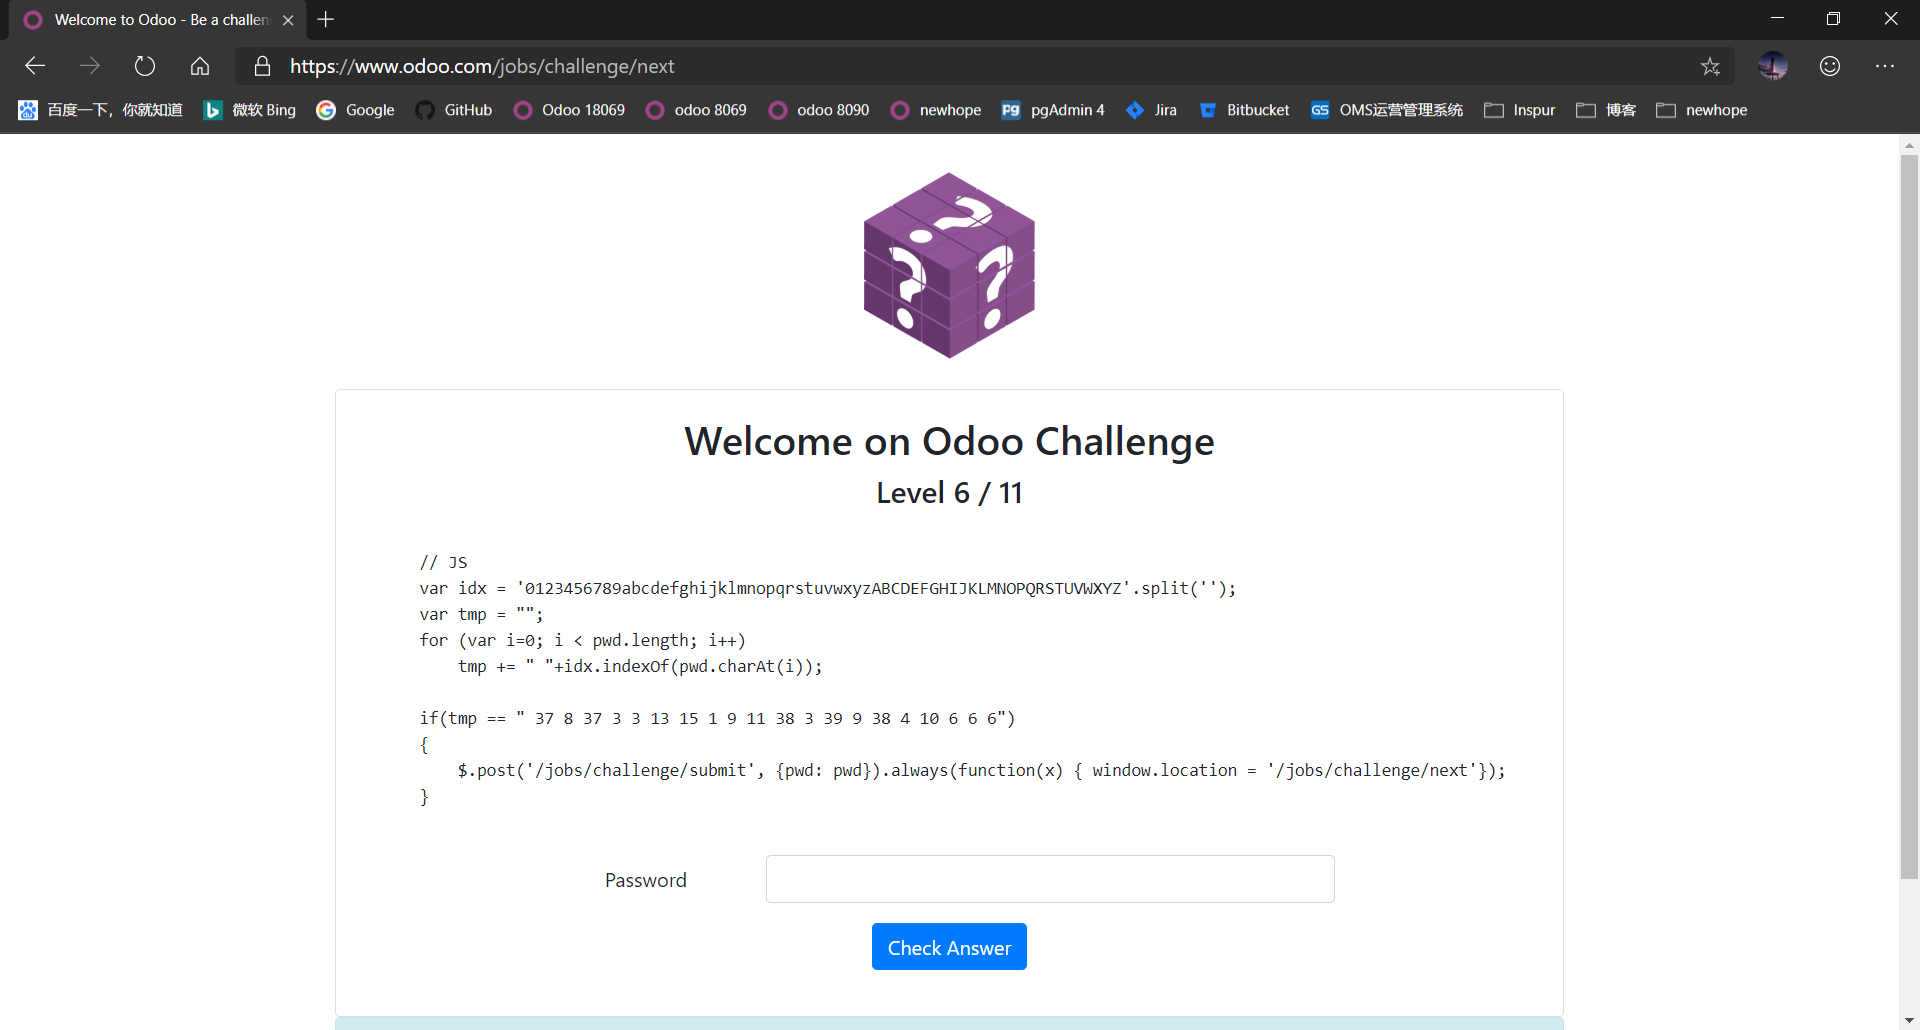 Welcome to Odoo - Be a challen
https://www.odoo.com/jobs/challenge/next
百度一下，你就知道 微软 Bing Google GitHub Odoo 18069 odoo 8069 odoo 8090 newhope pgAdmin 4 Jira Bitbucket GS OMS运营管理系统 Inspur 博客 newhope
Welcome on Odoo Challenge
Level 6 / 11
// JS
var idx = '0123456789abcdefghijklmnopqrstuvwxyzABCDEFGHIJKLMNOPQRSTUVWXYZ'.split('');
var tmp = "";
for (var i=0; i < pwd.length; i++)
    tmp += " "+idx.indexOf(pwd.charAt(i));
if(tmp == " 37 8 37 3 3 13 15 1 9 11 38 3 39 9 38 4 10 6 6 6")
{
    $.post('/jobs/challenge/submit', {pwd: pwd}).always(function(x) { window.location = '/jobs/challenge/next'});
}
Password
Check Answer